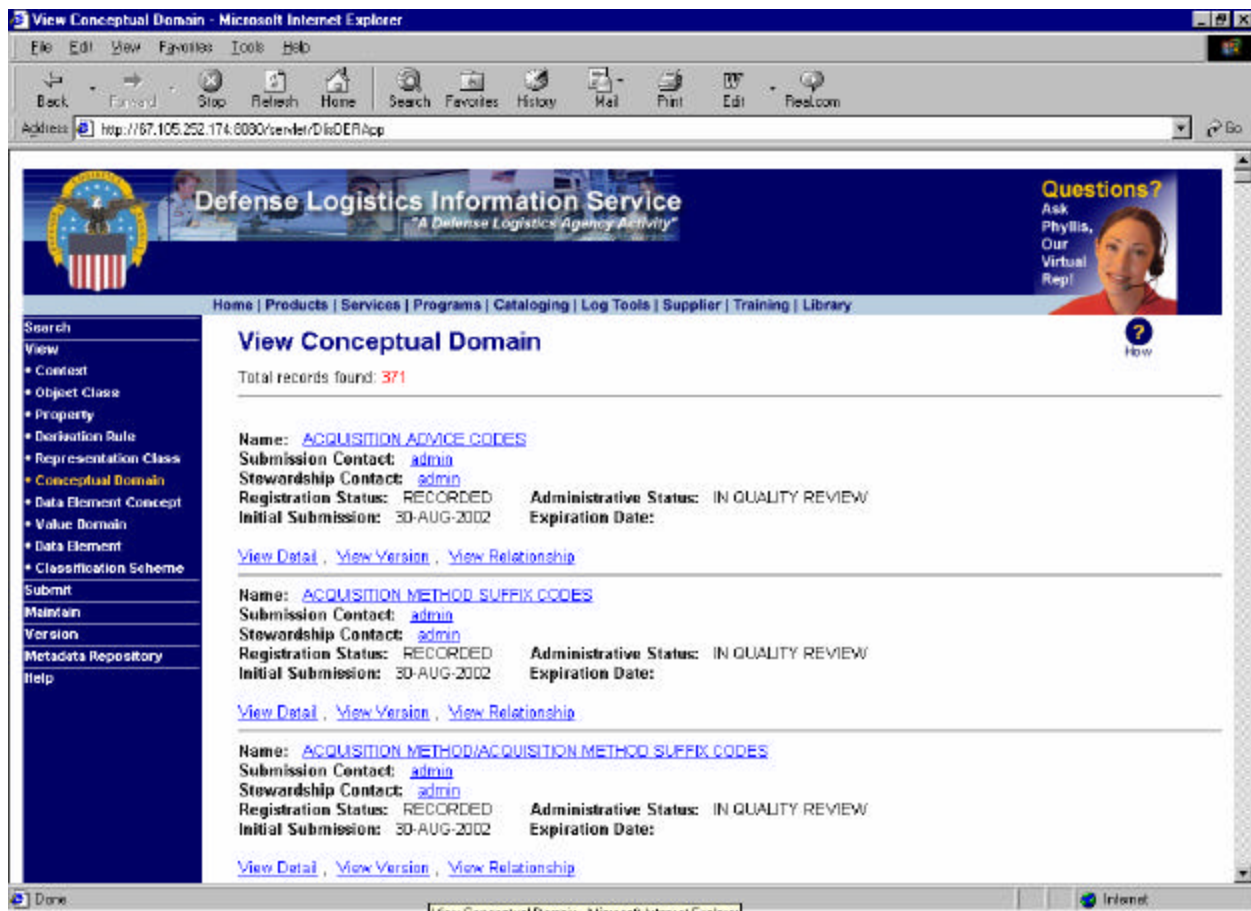 View Conceptual Domain - Microsoft Internet Explorer
File Edit View Favorites Tools Help
Back Forward Stop Refresh Home Search Favorites History Mail Print Edit Real.com
Address http://67.105.252.174:8080/servlet/DlisDERApp Go
Defense Logistics Information Service
"A Defense Logistics Agency Activity"
Questions?
Ask
Phyllis,
Our
Virtual
Rep!
Home | Products | Services | Programs | Cataloging | Log Tools | Supplier | Training | Library
Search
View
• Context
• Object Class
• Property
• Derivation Rule
• Representation Class
• Conceptual Domain
• Data Element Concept
• Value Domain
• Data Element
• Classification Scheme
Submit
Maintain
Version
Metadata Repository
Help
View Conceptual Domain
?
How
Total records found: 371
Name: ACQUISITION ADVICE CODES
Submission Contact: admin
Stewardship Contact: admin
Registration Status: RECORDED Administrative Status: IN QUALITY REVIEW
Initial Submission: 30-AUG-2002 Expiration Date:
View Detail , View Version , View Relationship
Name: ACQUISITION METHOD SUFFIX CODES
Submission Contact: admin
Stewardship Contact: admin
Registration Status: RECORDED Administrative Status: IN QUALITY REVIEW
Initial Submission: 30-AUG-2002 Expiration Date:
View Detail , View Version , View Relationship
Name: ACQUISITION METHOD/ACQUISITION METHOD SUFFIX CODES
Submission Contact: admin
Stewardship Contact: admin
Registration Status: RECORDED Administrative Status: IN QUALITY REVIEW
Initial Submission: 30-AUG-2002 Expiration Date:
View Detail , View Version , View Relationship
Done Internet
View Conceptual Domain - Microsoft Internet Explorer